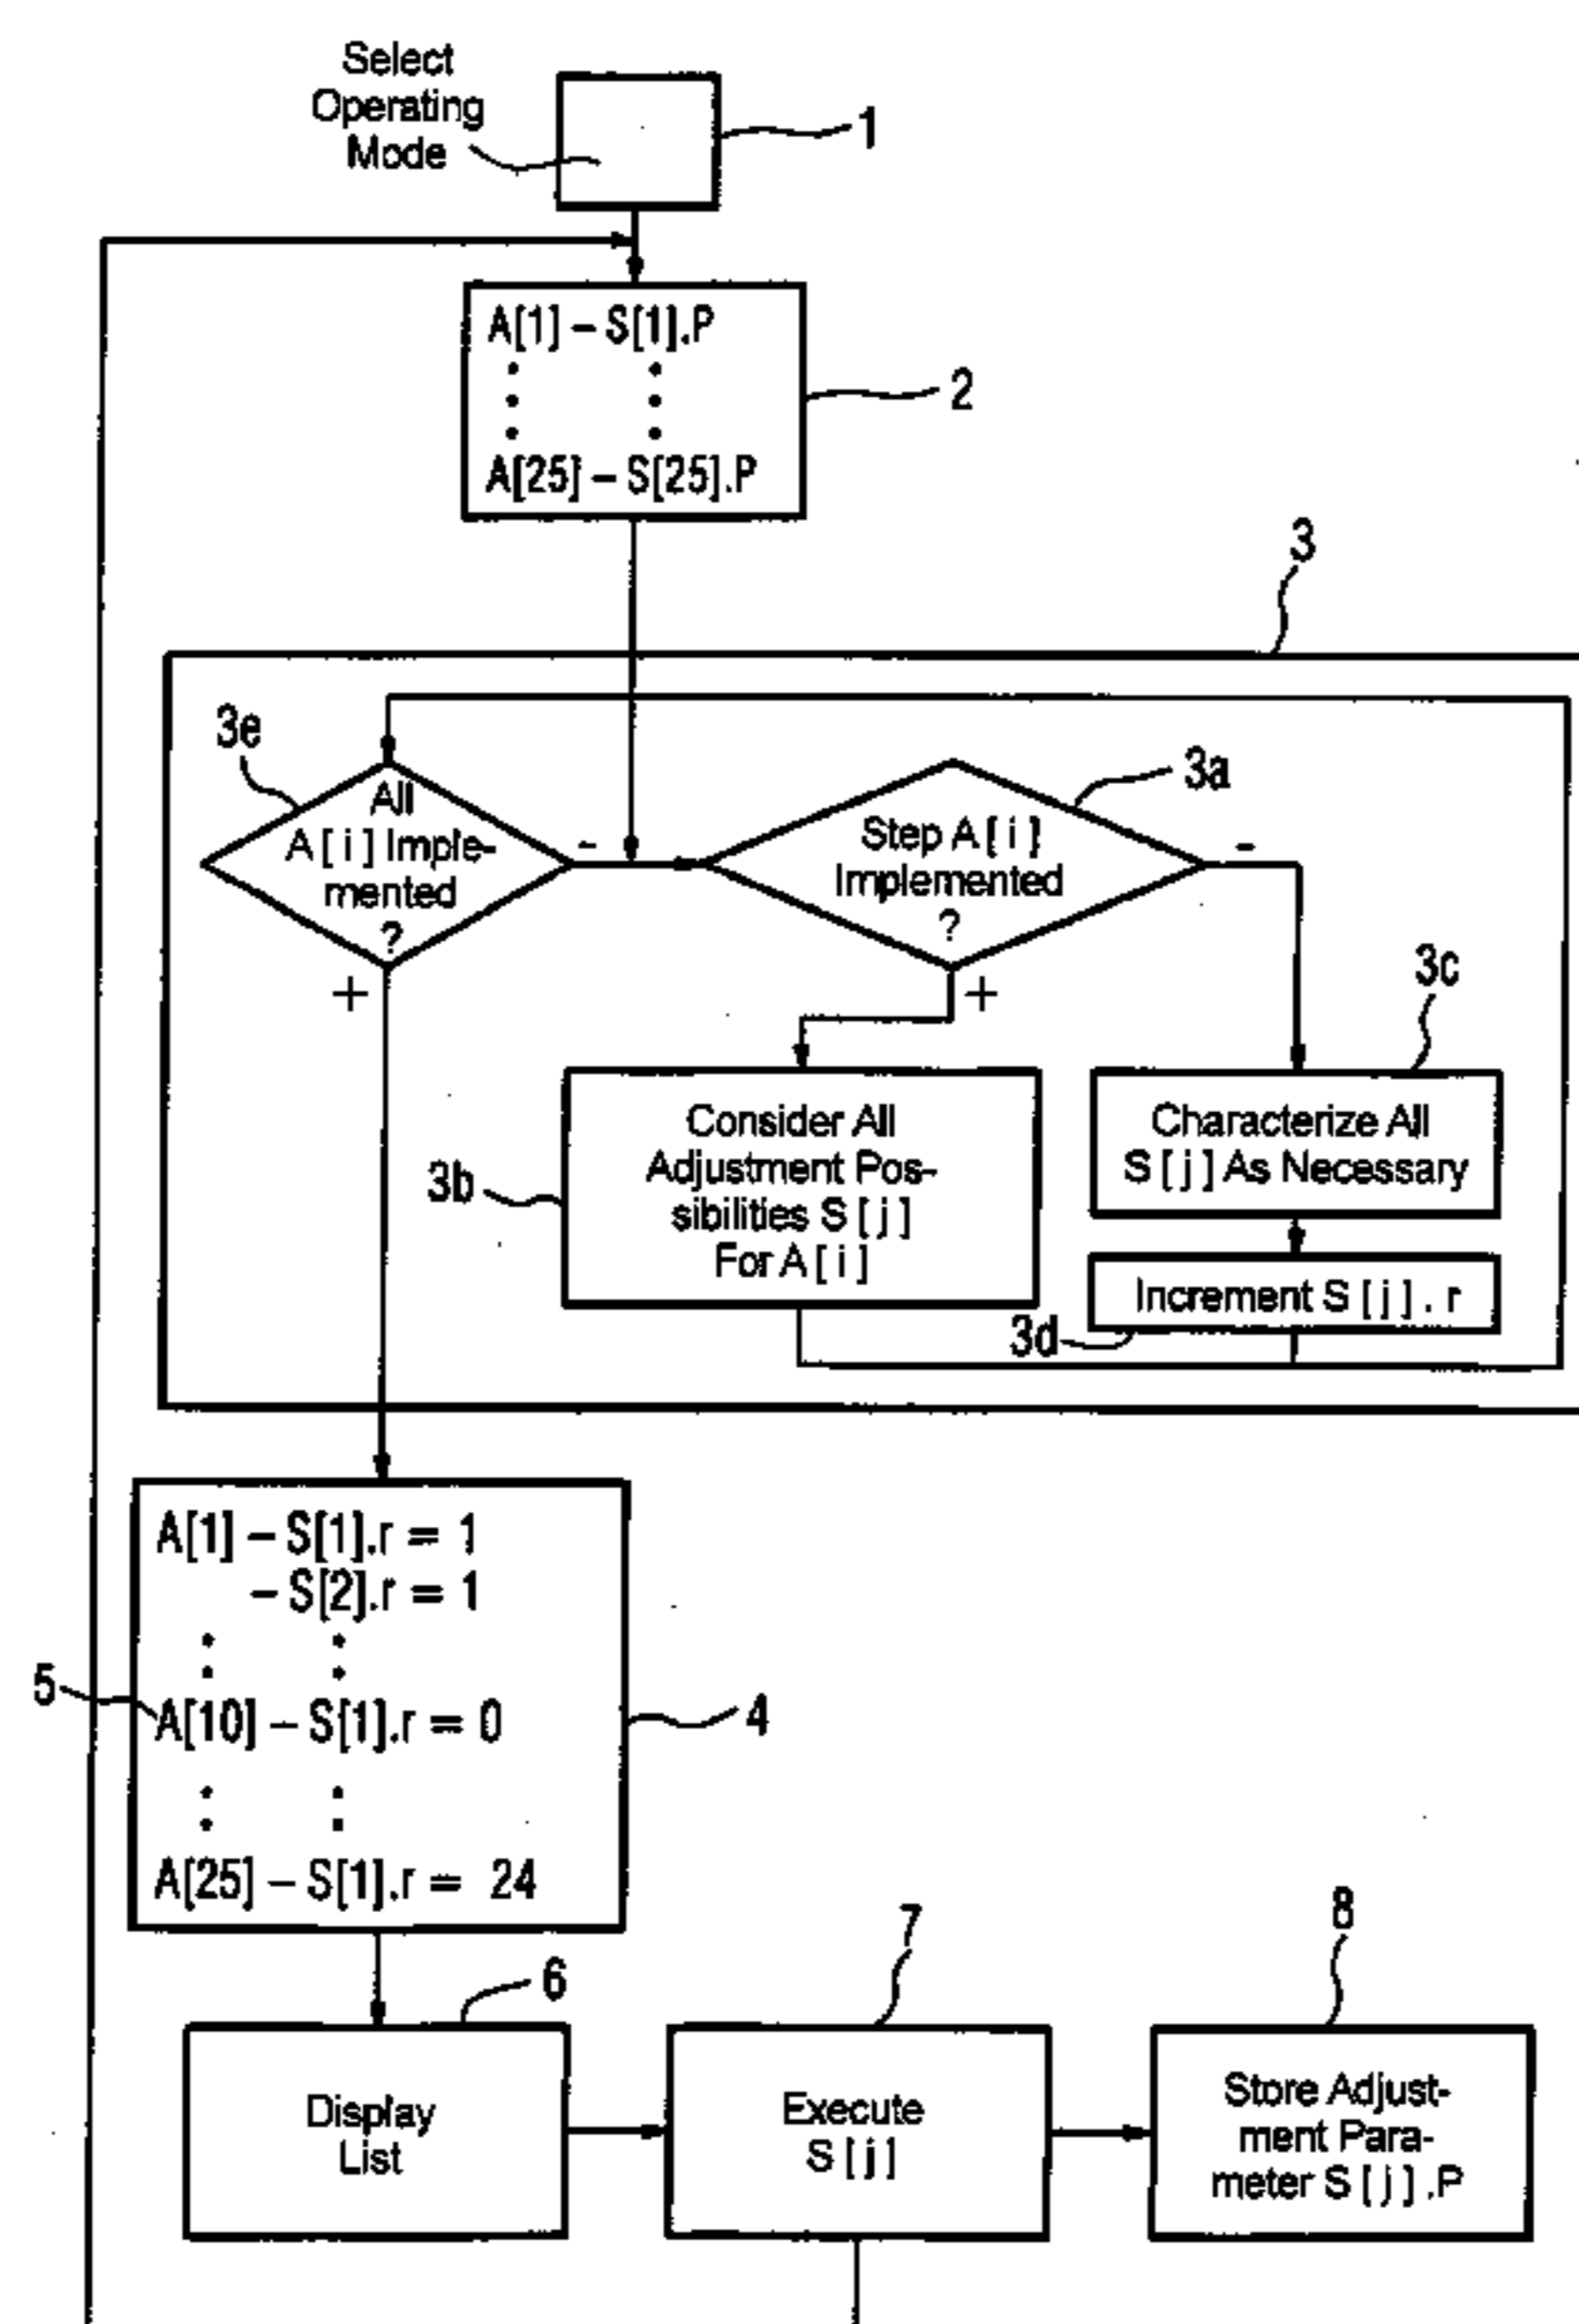 Select
Operating
Mode
1
A[1] – S[1].P
A[25] – S[25].P
2
3
3e
All
A [ i ] Imple-
mented
?
-
+
3a
Step A [ i ]
Implemented
?
-
+
3c
Characterize All
S [ j ] As Necessary
3b
Consider All
Adjustment Pos-
sibilities S [ j ]
For A [ i ]
Increment S [ j ] . r
3d
A[1] – S[1].r = 1
– S[2].r = 1
5
A[10] – S[1].r = 0
4
A[25] – S[1].r = 24
6
7
8
Display
List
Execute
S [ j ]
Store Adjust-
ment Para-
meter S [ j ] .P